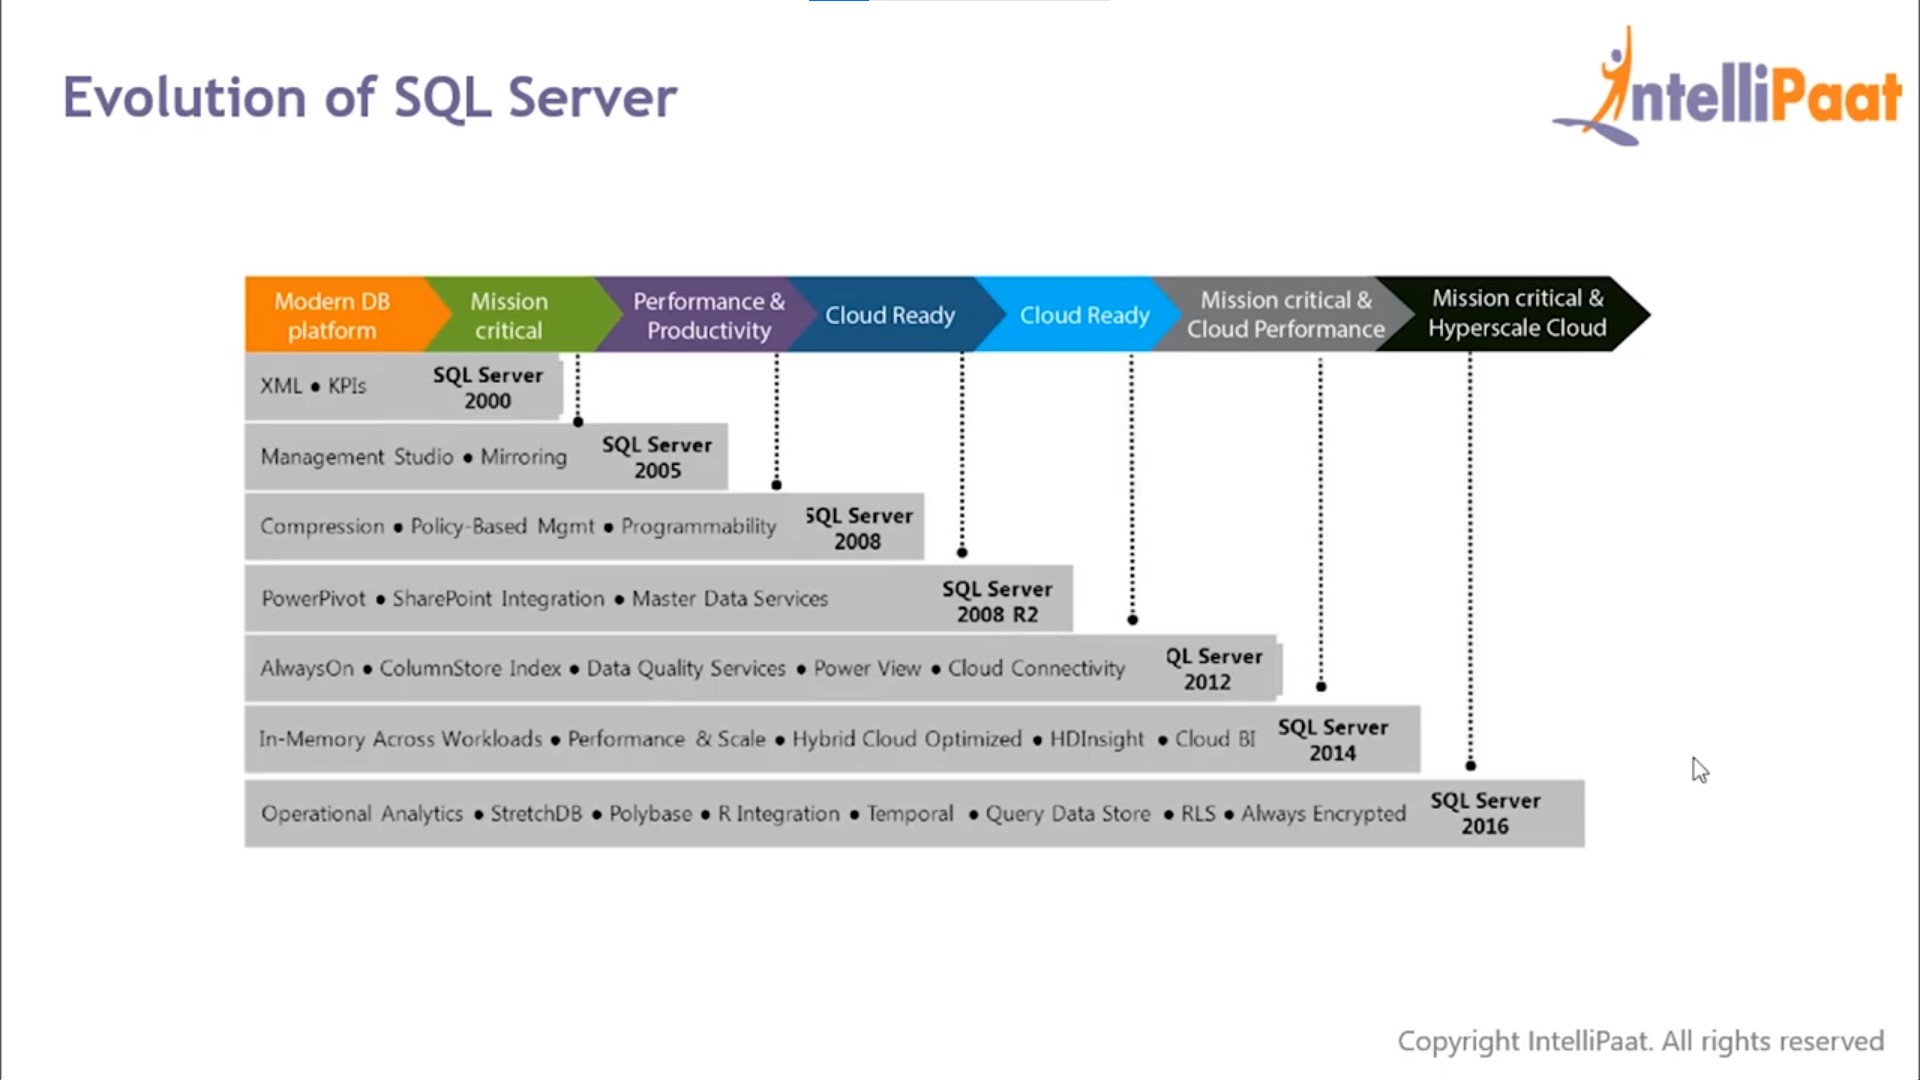 Evolution of SQL Server
IntelliPaat
Modern DB
platform
Mission
critical
Performance &
Productivity
Cloud Ready
Cloud Ready
Mission critical &
Cloud Performance
Mission critical &
Hyperscale Cloud
XML • KPIs
SQL Server
2000
Management Studio • Mirroring
SQL Server
2005
Compression • Policy-Based Mgmt • Programmability
SQL Server
2008
PowerPivot • SharePoint Integration • Master Data Services
SQL Server
2008 R2
AlwaysOn • ColumnStore Index • Data Quality Services • Power View • Cloud Connectivity
QL Server
2012
In-Memory Across Workloads • Performance & Scale • Hybrid Cloud Optimized • HDInsight • Cloud BI
SQL Server
2014
Operational Analytics • StretchDB • Polybase • R Integration • Temporal • Query Data Store • RLS • Always Encrypted
SQL Server
2016
Copyright IntelliPaat. All rights reserved